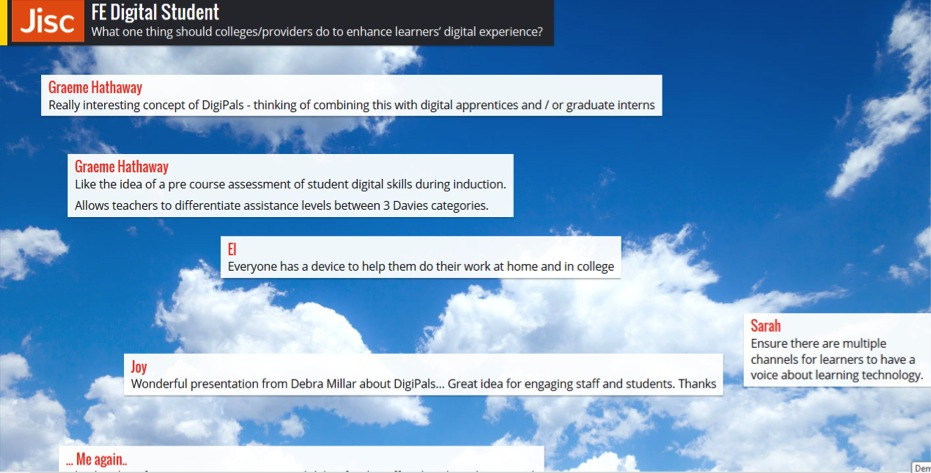 Jisc
FE Digital Student
What one thing should colleges/providers do to enhance learners' digital experience?
Graeme Hathaway
Really interesting concept of DigiPals - thinking of combining this with digital apprentices and / or graduate interns
Graeme Hathaway
Like the idea of a pre course assessment of student digital skills during induction.
Allows teachers to differentiate assistance levels between 3 Davies categories.
El
Everyone has a device to help them do their work at home and in college
Sarah
Ensure there are multiple
channels for learners to have a
voice about learning technology.
Joy
Wonderful presentation from Debra Millar about DigiPals... Great idea for engaging staff and students. Thanks
... Me again..
Dem